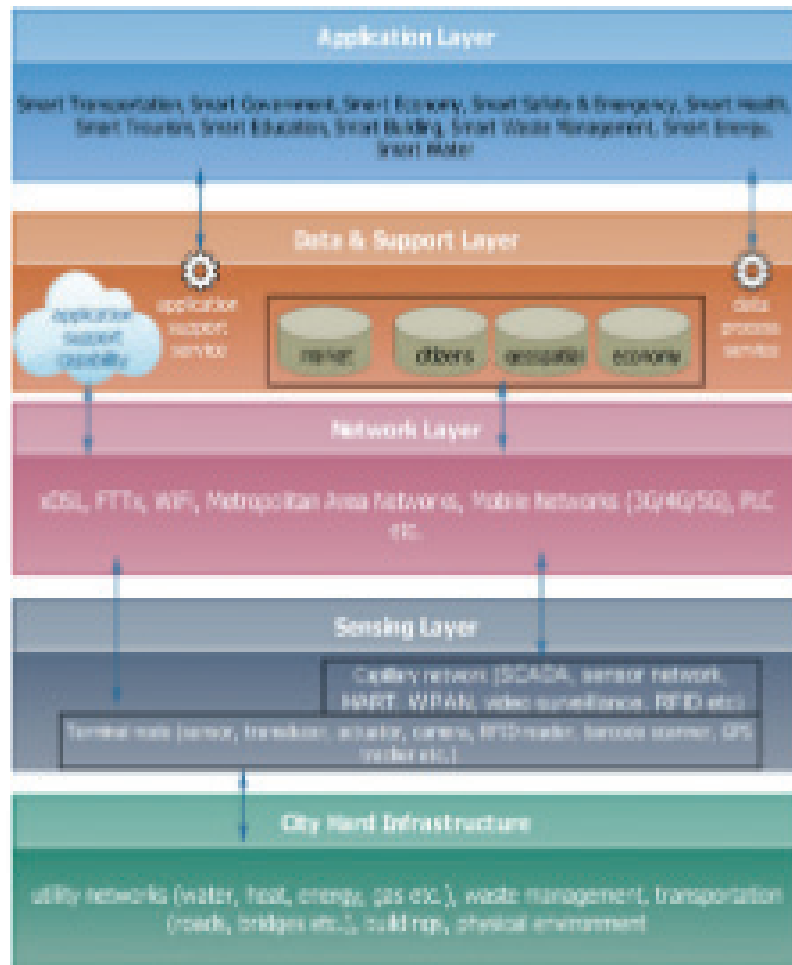 Application Layer
Smart Transportation, Smart Government, Smart Economy, Smart Safety & Emergency, Smart Health,
Smart Tourism, Smart Education, Smart Building, Smart Waste Management, Smart Energy,
Smart Water
Data & Support Layer
application
support
Capability
application
support
service
market
citizens
geospatial
economy
data
process
service
Network Layer
xDSL, FTTx, WiFi, Metropolitan Area Networks, Mobile Networks (3G/4G/5G), PLC
etc.
Sensing Layer
Capillary network (SCADA, sensor network,
HART, WPAN, video surveillance, RFID etc)
Terminal node (sensor, transducer, actuator, camera, RFID reader, barcode scanner, GPS
tracker etc.)
City Hard Infrastructure
utility networks (water, heat, energy, gas etc.), waste management, transportation
(roads, bridges etc.), buildings, physical environment